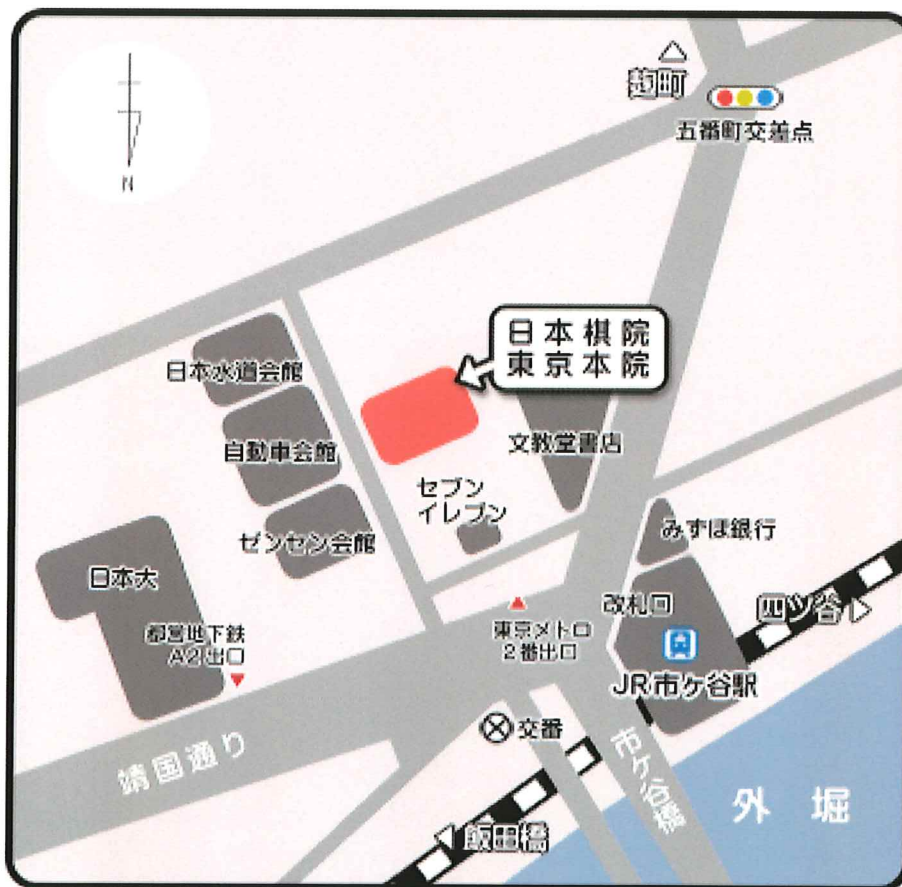 麹町
五番町交差点
N
日本棋院
東京本院
日本水道会館
自動車会館
文教堂書店
セブン
イレブン
ゼンセン会館
みずほ銀行
日本大
改札口
四ツ谷
都営地下鉄
A2出口
東京メトロ
2番出口
JR市ヶ谷駅
交番
靖国通り
市ヶ谷橋
外堀
飯田橋